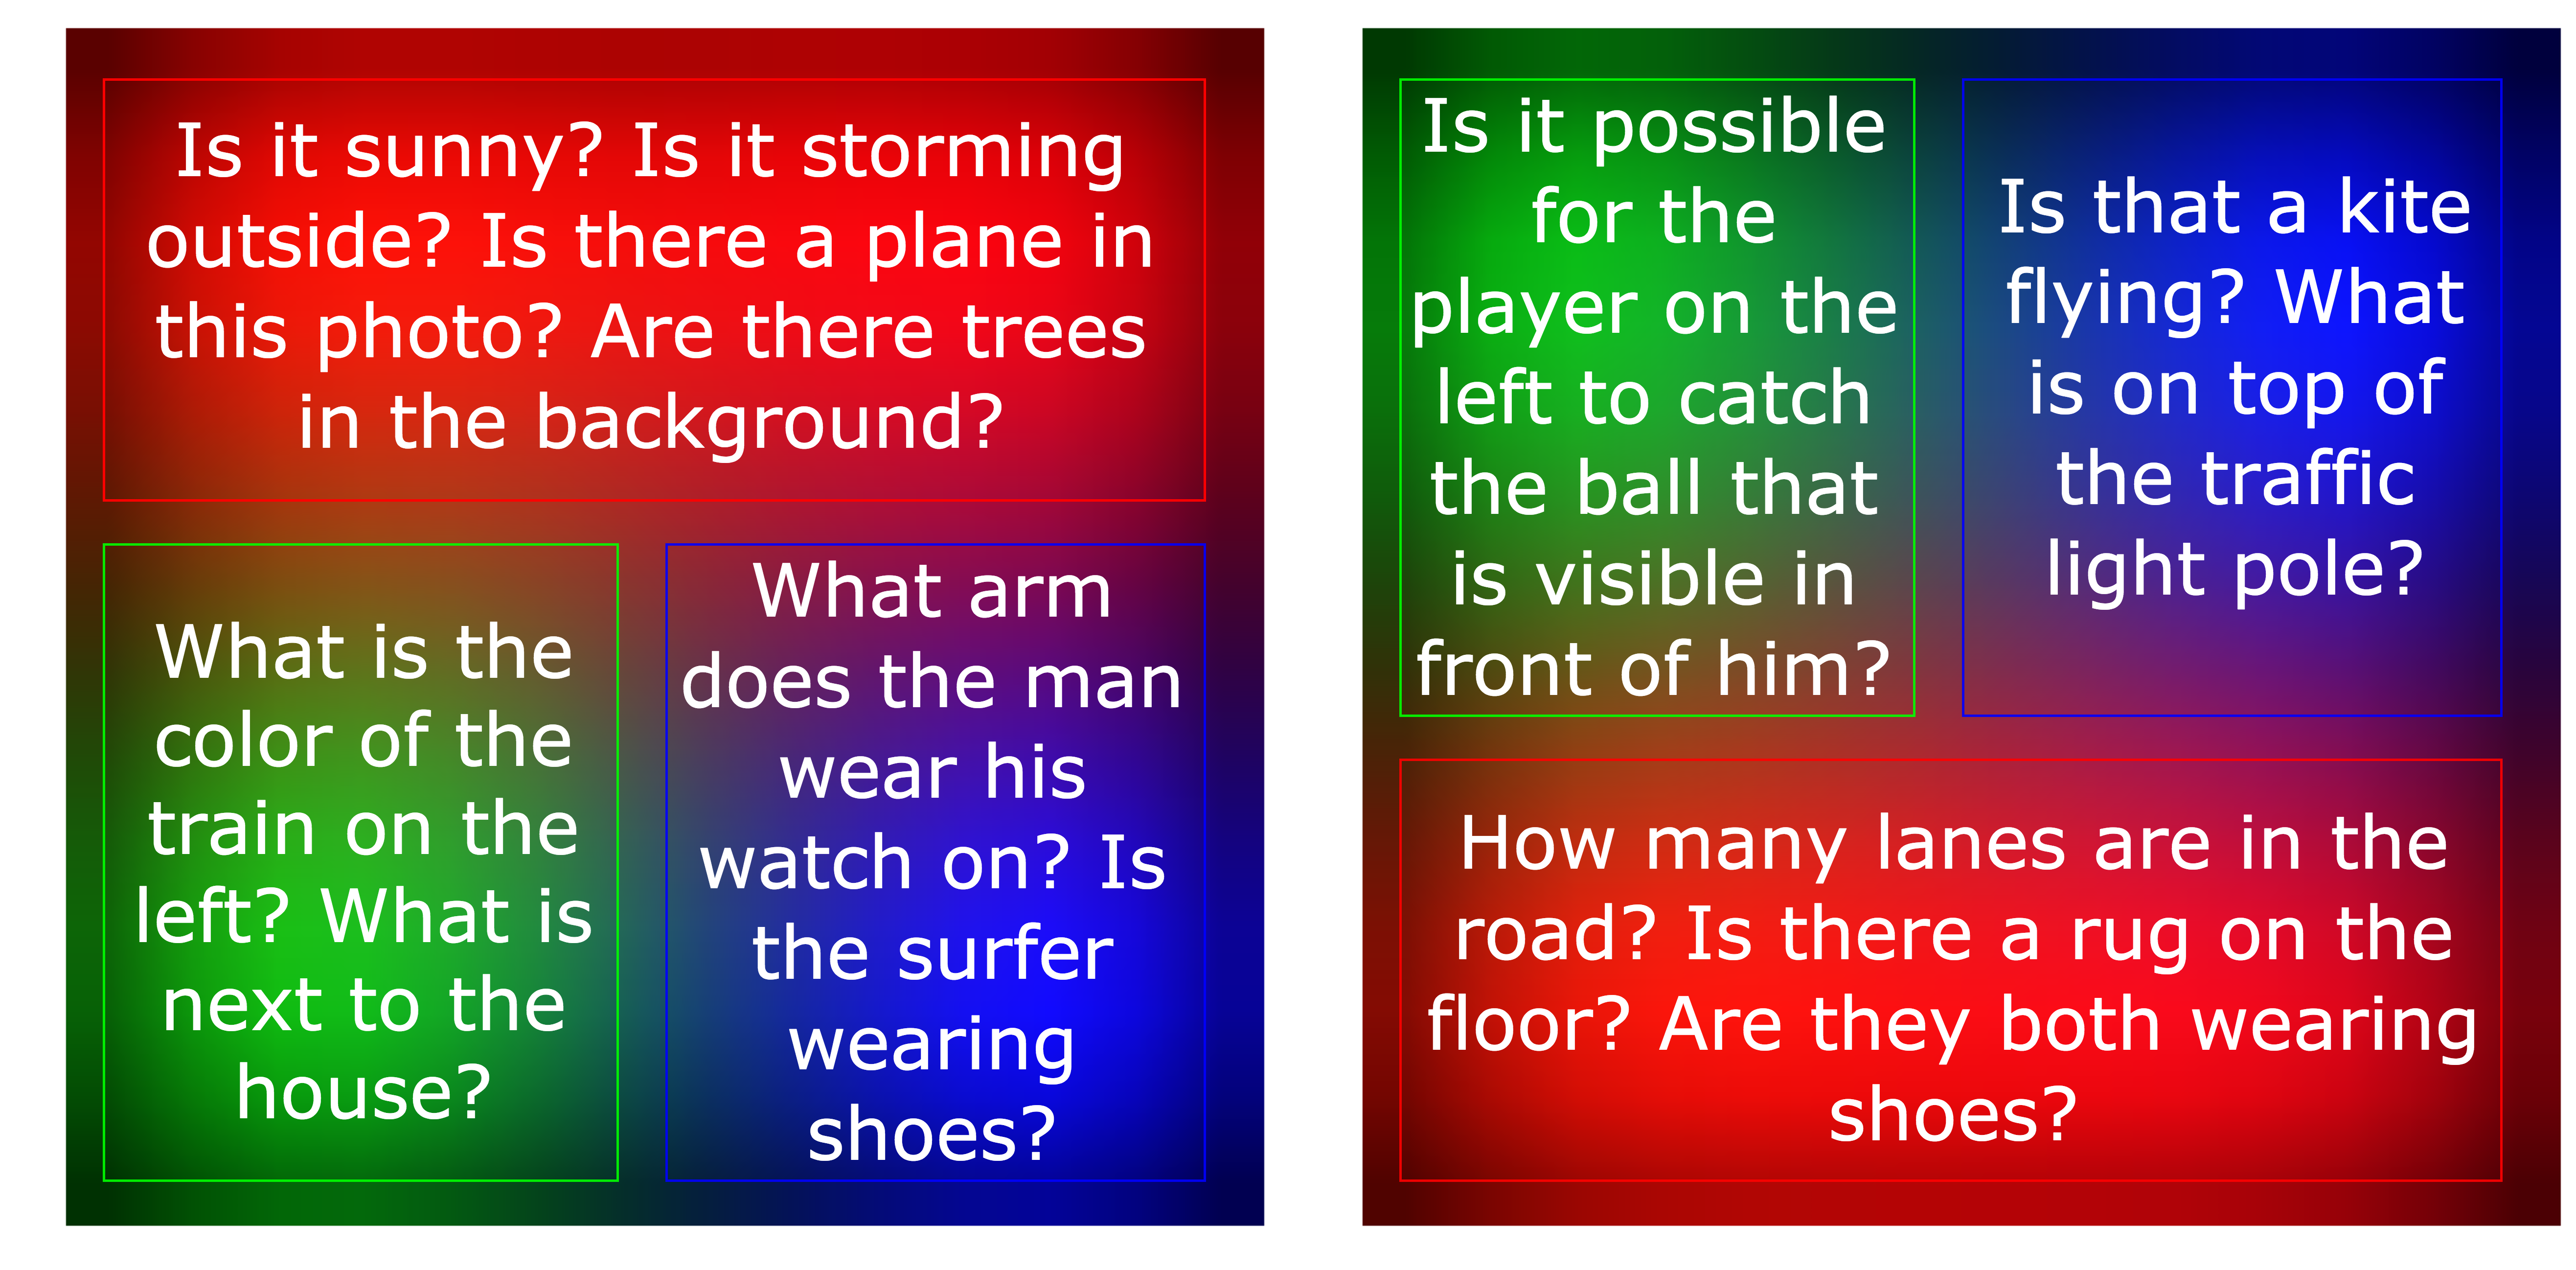 Is it sunny? Is it storming
outside? Is there a plane in
this photo? Are there trees
in the background?
What is the
color of the
train on the
left? What is
next to the
house?
What arm
does the man
wear his
watch on? Is
the surfer
wearing
shoes?
Is it possible
for the
player on the
left to catch
the ball that
is visible in
front of him?
Is that a kite
flying? What
is on top of
the traffic
light pole?
How many lanes are in the
road? Is there a rug on the
floor? Are they both wearing
shoes?